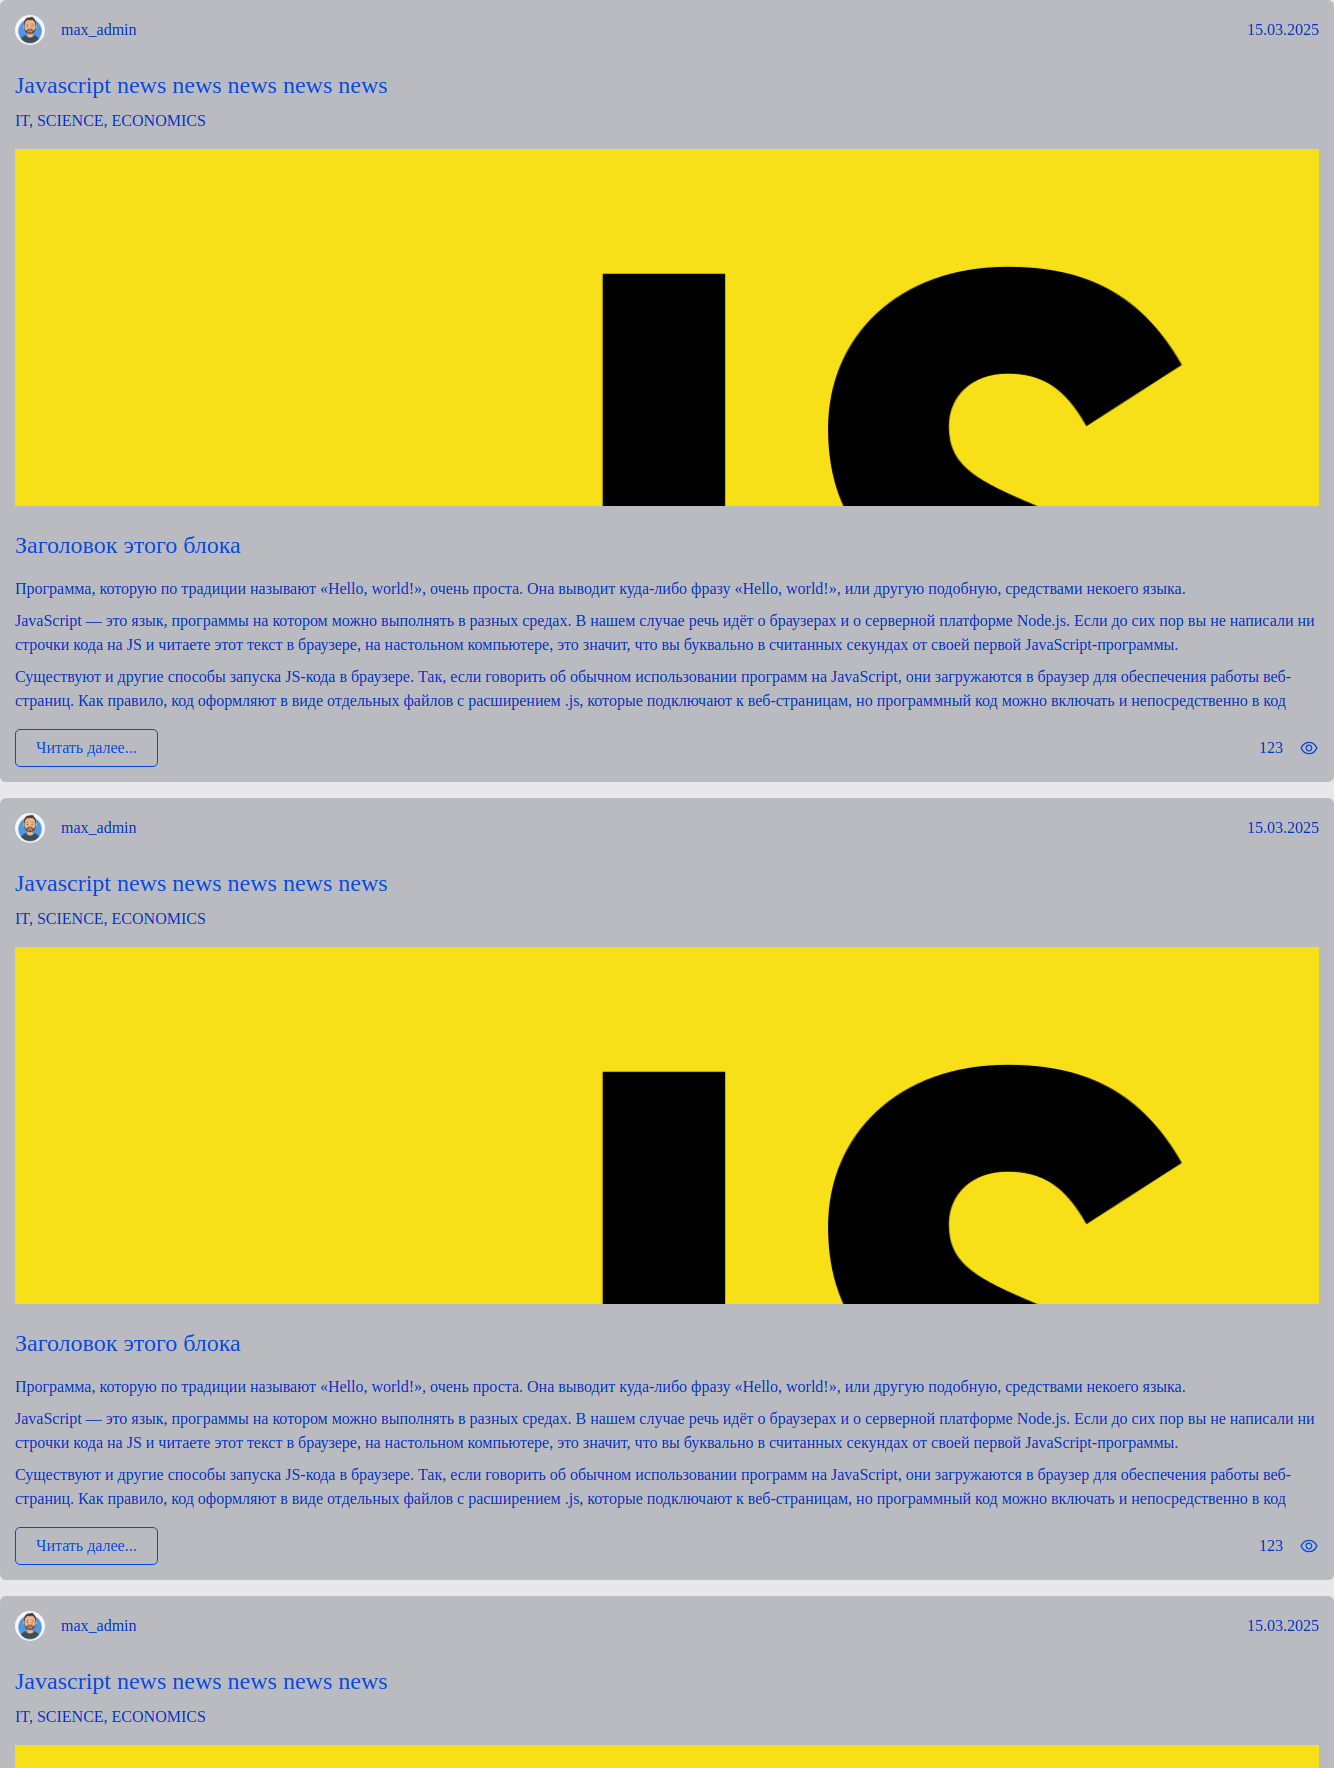 max_admin
15.03.2025
Javascript news news news news news
IT, SCIENCE, ECONOMICS
JS
Заголовок этого блока
Программа, которую по традиции называют «Hello, world!», очень проста. Она выводит куда-либо фразу «Hello, world!», или другую подобную, средствами некоего языка.
JavaScript — это язык, программы на котором можно выполнять в разных средах. В нашем случае речь идёт о браузерах и о серверной платформе Node.js. Если до сих пор вы не написали ни
строчки кода на JS и читаете этот текст в браузере, на настольном компьютере, это значит, что вы буквально в считанных секундах от своей первой JavaScript-программы.
Существуют и другие способы запуска JS-кода в браузере. Так, если говорить об обычном использовании программ на JavaScript, они загружаются в браузер для обеспечения работы веб-
страниц. Как правило, код оформляют в виде отдельных файлов с расширением .js, которые подключают к веб-страницам, но программный код можно включать и непосредственно в код
Читать далее...
123
max_admin
15.03.2025
Javascript news news news news news
IT, SCIENCE, ECONOMICS
JS
Заголовок этого блока
Программа, которую по традиции называют «Hello, world!», очень проста. Она выводит куда-либо фразу «Hello, world!», или другую подобную, средствами некоего языка.
JavaScript — это язык, программы на котором можно выполнять в разных средах. В нашем случае речь идёт о браузерах и о серверной платформе Node.js. Если до сих пор вы не написали ни
строчки кода на JS и читаете этот текст в браузере, на настольном компьютере, это значит, что вы буквально в считанных секундах от своей первой JavaScript-программы.
Существуют и другие способы запуска JS-кода в браузере. Так, если говорить об обычном использовании программ на JavaScript, они загружаются в браузер для обеспечения работы веб-
страниц. Как правило, код оформляют в виде отдельных файлов с расширением .js, которые подключают к веб-страницам, но программный код можно включать и непосредственно в код
Читать далее...
123
max_admin
15.03.2025
Javascript news news news news news
IT, SCIENCE, ECONOMICS